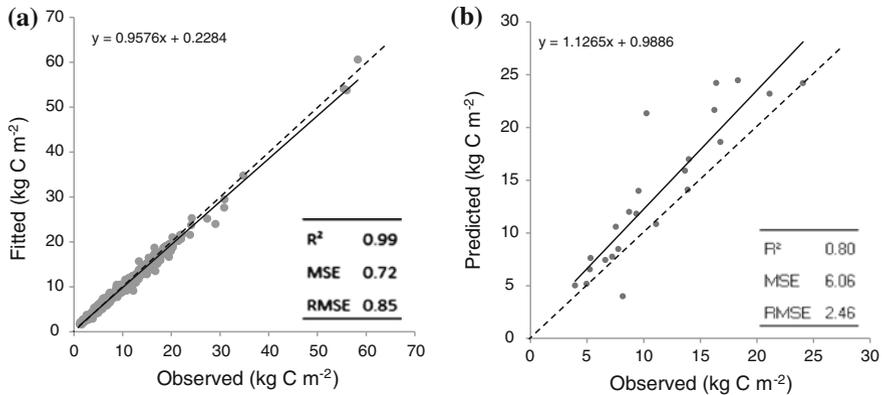 (a)
y = 0.9576x + 0.2284
Fitted (kg C m⁻²)
70
60
50
40
30
20
10
0
R² 0.99
MSE 0.72
RMSE 0.85
0 10 20 30 40 50 60 70
Observed (kg C m⁻²)
(b)
y = 1.1265x + 0.9886
Predicted (kg C m⁻²)
30
25
20
15
10
5
0
R² 0.80
MSE 6.06
RMSE 2.46
0 5 10 15 20 25 30
Observed (kg C m⁻²)